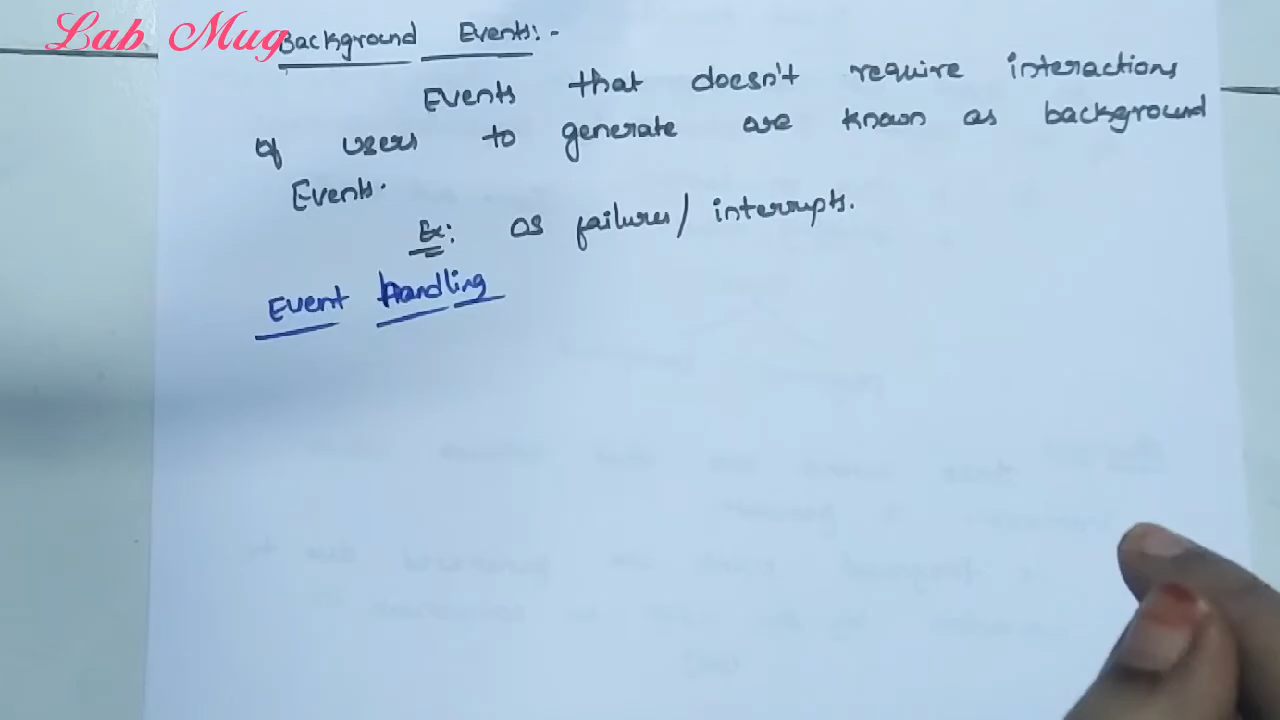 Lab Mug
Background Events:-
Events that doesn't require interactions
of users to generate are known as background
Events.
Ex: OS failures/interrupts.
Event Handling